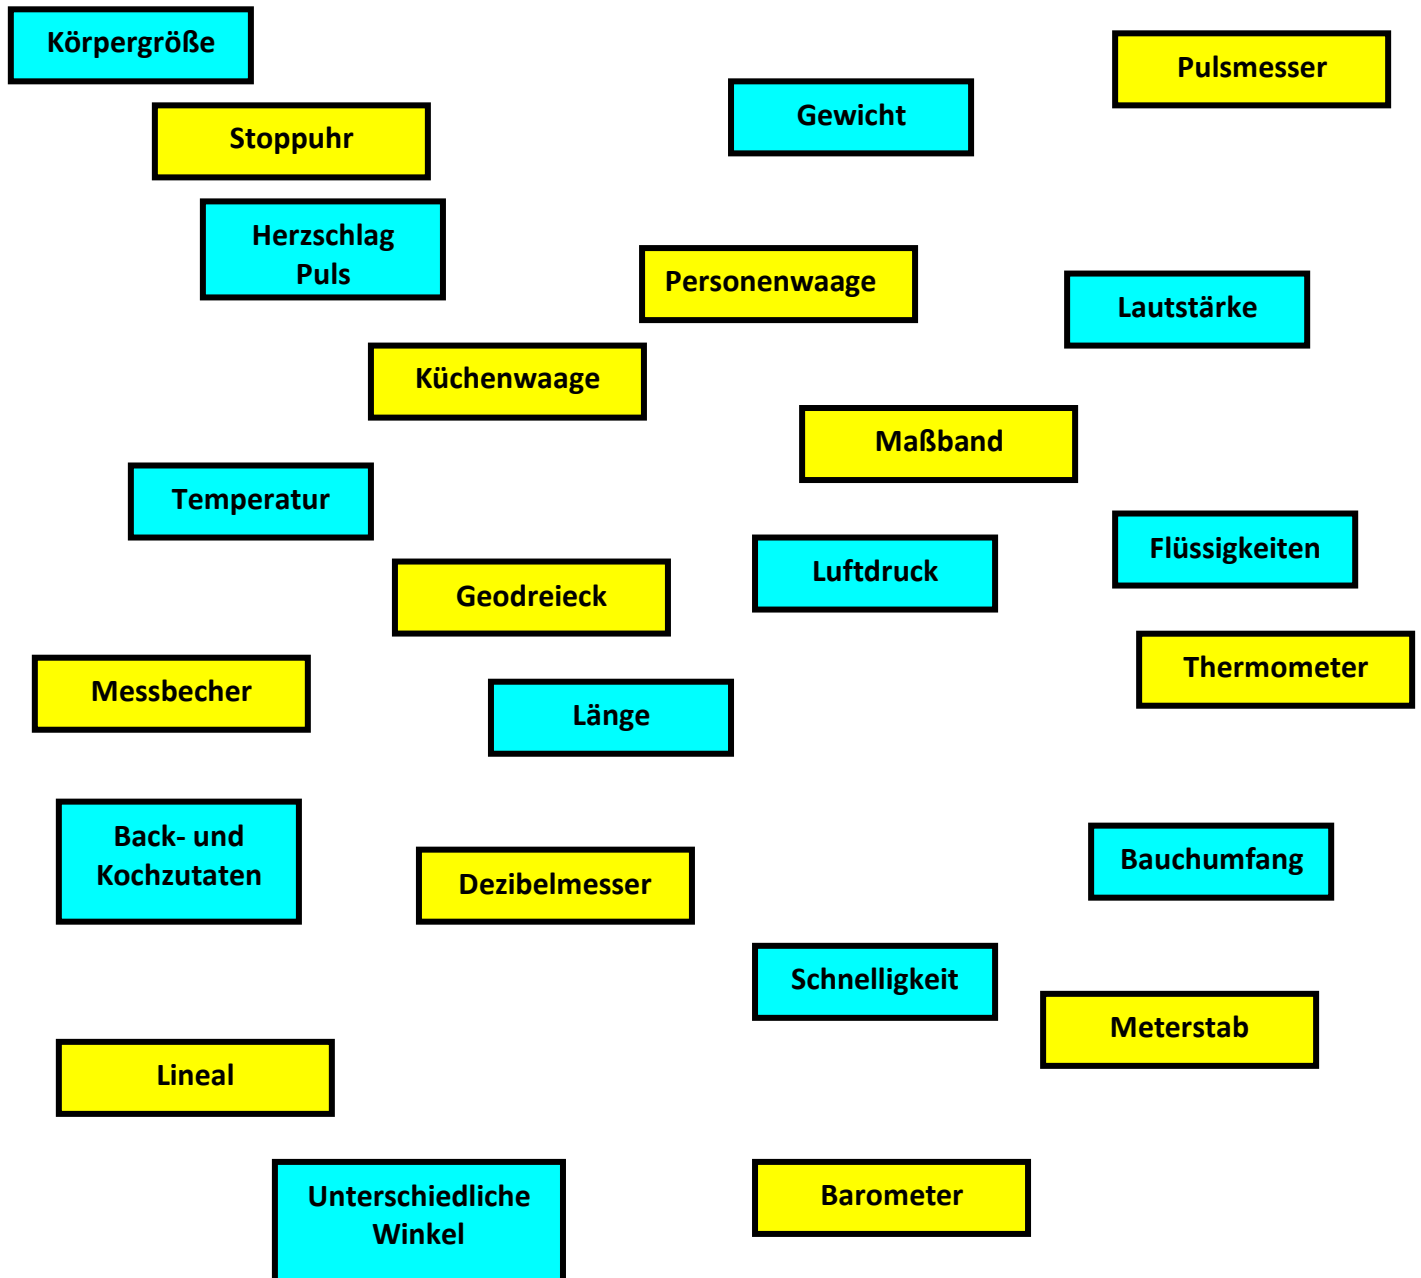 Körpergröße
Pulsmesser
Gewicht
Stoppuhr
Herzschlag
Puls
Personenwaage
Lautstärke
Küchenwaage
Maßband
Temperatur
Flüssigkeiten
Luftdruck
Geodreieck
Thermometer
Messbecher
Länge
Back- und
Kochzutaten
Bauchumfang
Dezibelmesser
Schnelligkeit
Meterstab
Lineal
Unterschiedliche
Winkel
Barometer